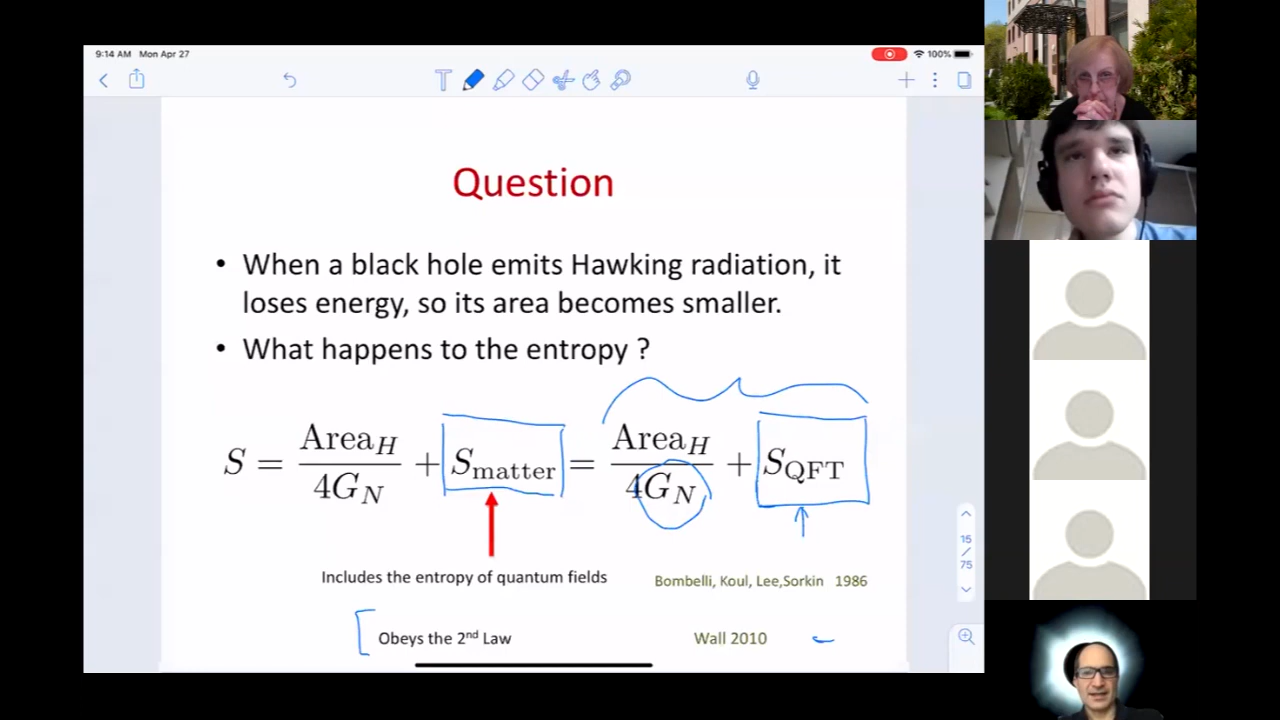 9:14 AM Mon Apr 27
100%
T
Question
• When a black hole emits Hawking radiation, it
loses energy, so its area becomes smaller.
• What happens to the entropy ?
S = Area_H / 4G_N + S_matter = Area_H / 4G_N + S_QFT
Includes the entropy of quantum fields
Bombelli, Koul, Lee,Sorkin 1986
Obeys the 2nd Law
Wall 2010
15
/
75